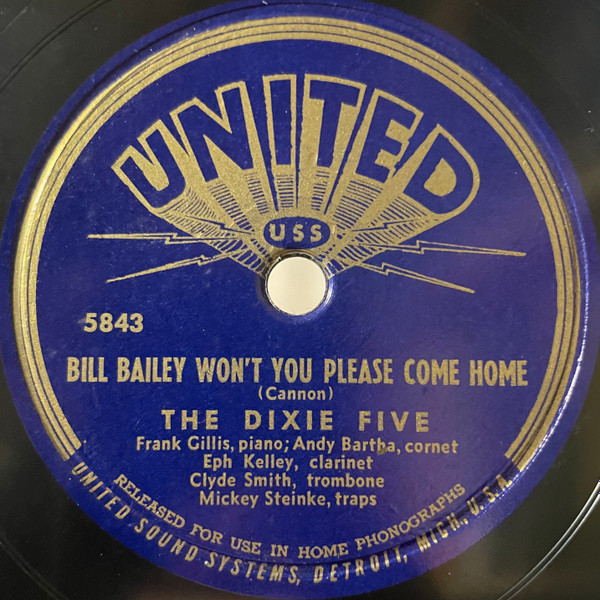 UNITED
USS
5843
BILL BAILEY WON'T YOU PLEASE COME HOME
(Cannon)
THE DIXIE FIVE
Frank Gillis, piano; Andy Bartha, cornet
Eph Kelley, clarinet
Clyde Smith, trombone
Mickey Steinke, traps
RELEASED FOR USE IN HOME PHONOGRAPHS
UNITED SOUND SYSTEMS, DETROIT, MICH., U.S.A.